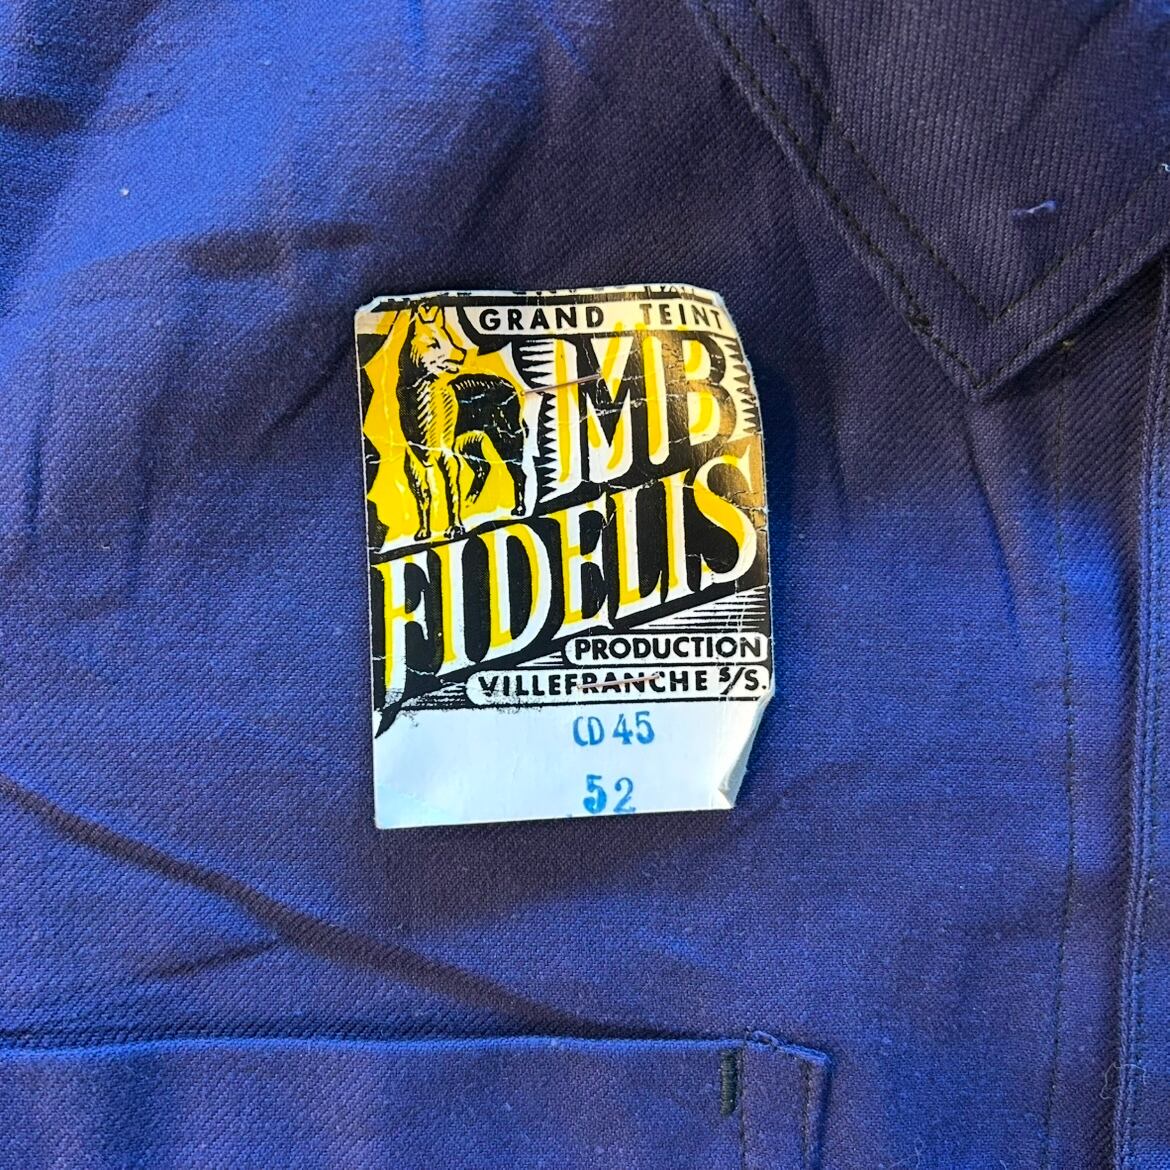 GRAND TEINT
MB
FIDELIS
PRODUCTION
VILLEFRANCHE S/S.
CD 45
52